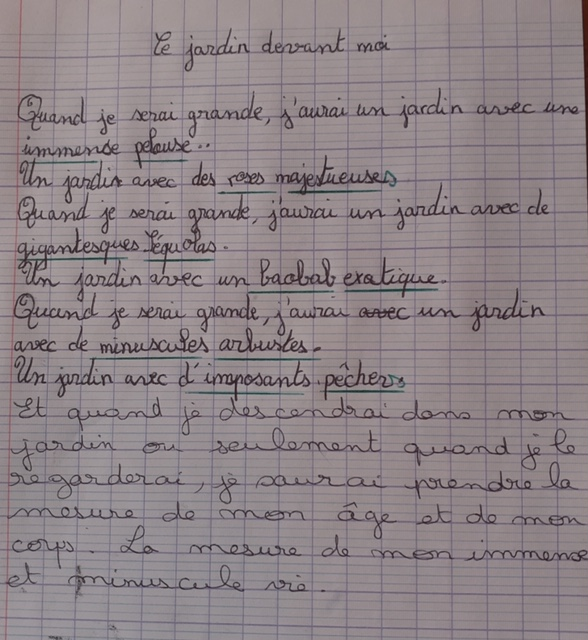 Le jardin devant moi
Quand je serai grande, j'aurai un jardin avec une
immense pelouse..
Un jardin avec des roses majestueuses
Quand je serai grande, j'aurai un jardin avec de
gigantesques Séquoias.
Un jardin avec un baobab exatique.
Quand je serai grande, j'aurai avec un jardin
avec de minuscules arbustes.
Un jardin avec d'imposants pêchers
Et quand je descendrai dans mon
jardin ou seulement quand je le
regarderai, je saurai prendre la
mesure de mon âge et de mon
corps. La mesure de mon immense
et minuscule vie.